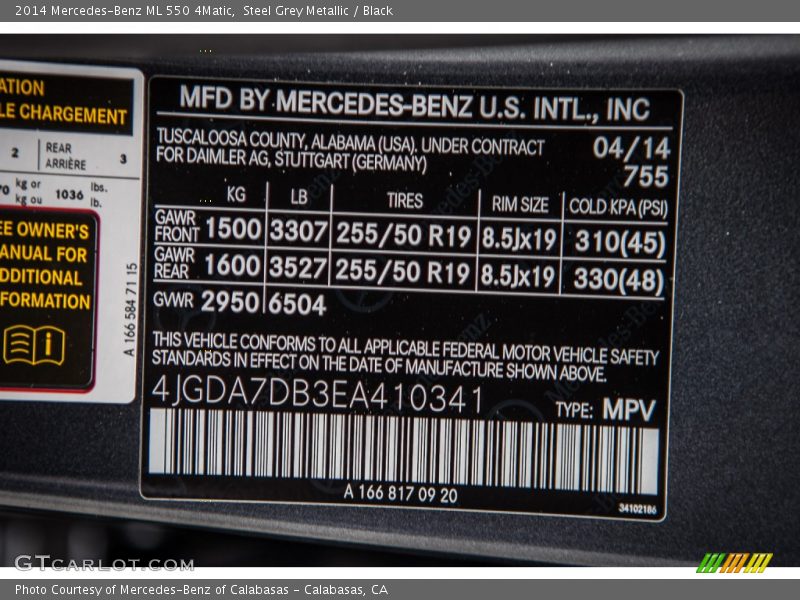 2014 Mercedes-Benz ML 550 4Matic, Steel Grey Metallic / Black
ATION
LE CHARGEMENT
2 REAR ARRIÈRE 3
kg or kg ou 1036 lbs. lb.
EE OWNER'S
ANUAL FOR
DDITIONAL
FORMATION
A 166 584 71 15
MFD BY MERCEDES-BENZ U.S. INTL., INC
TUSCALOOSA COUNTY, ALABAMA (USA). UNDER CONTRACT
FOR DAIMLER AG, STUTTGART (GERMANY)
04/14
755
KG LB TIRES RIM SIZE COLD KPA (PSI)
GAWR FRONT 1500 3307 255/50 R19 8.5Jx19 310(45)
GAWR REAR 1600 3527 255/50 R19 8.5Jx19 330(48)
GWR 2950 6504
THIS VEHICLE CONFORMS TO ALL APPLICABLE FEDERAL MOTOR VEHICLE SAFETY
STANDARDS IN EFFECT ON THE DATE OF MANUFACTURE SHOWN ABOVE.
4JGDA7DB3EA410341
TYPE: MPV
A 166 817 09 20
34102186
GTCARLOT.COM
Photo Courtesy of Mercedes-Benz of Calabasas - Calabasas, CA